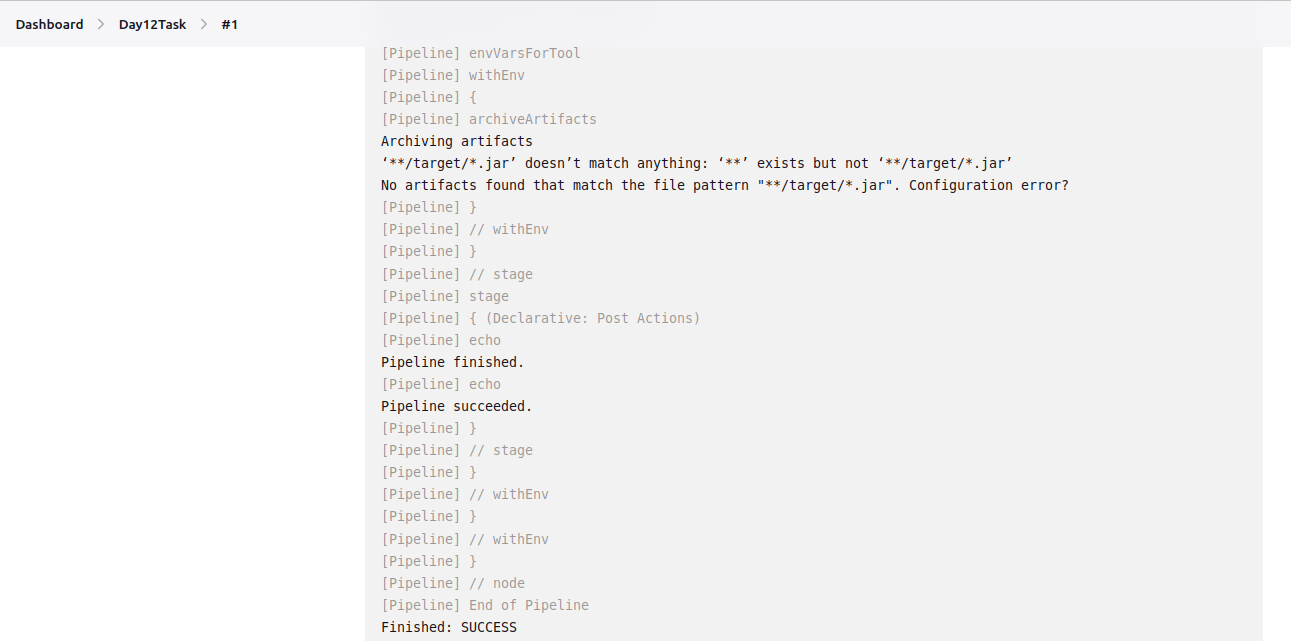 Dashboard > Day12Task > #1
[Pipeline] envVarsForTool
[Pipeline] withEnv
[Pipeline] {
[Pipeline] archiveArtifacts
Archiving artifacts
‘**/target/*.jar’ doesn’t match anything: ‘**’ exists but not ‘**/target/*.jar’
No artifacts found that match the file pattern "**/target/*.jar". Configuration error?
[Pipeline] }
[Pipeline] // withEnv
[Pipeline] }
[Pipeline] // stage
[Pipeline] stage
[Pipeline] { (Declarative: Post Actions)
[Pipeline] echo
Pipeline finished.
[Pipeline] echo
Pipeline succeeded.
[Pipeline] }
[Pipeline] // stage
[Pipeline] }
[Pipeline] // withEnv
[Pipeline] }
[Pipeline] // withEnv
[Pipeline] }
[Pipeline] // node
[Pipeline] End of Pipeline
Finished: SUCCESS